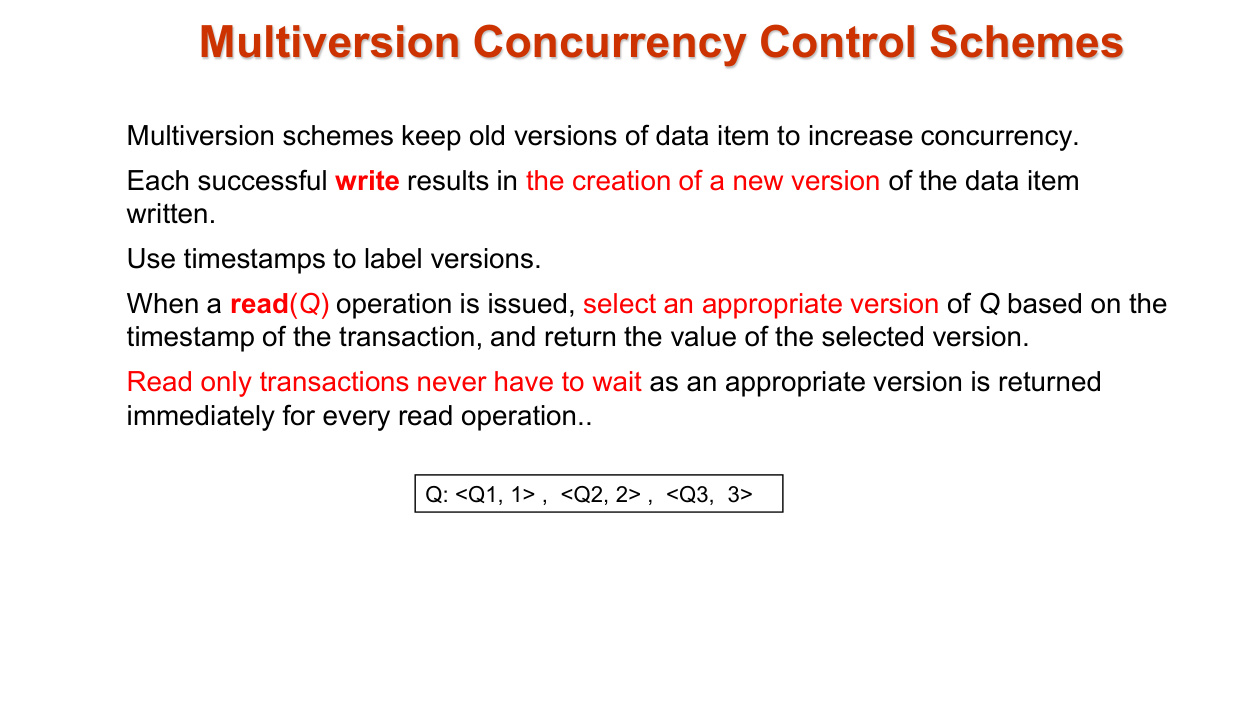 Multiversion Concurrency Control Schemes
Multiversion schemes keep old versions of data item to increase concurrency.
Each successful write results in the creation of a new version of the data item
written.
Use timestamps to label versions.
When a read(Q) operation is issued, select an appropriate version of Q based on the
timestamp of the transaction, and return the value of the selected version.
Read only transactions never have to wait as an appropriate version is returned
immediately for every read operation..
Q: <Q1, 1> ,  <Q2, 2> ,  <Q3,  3>